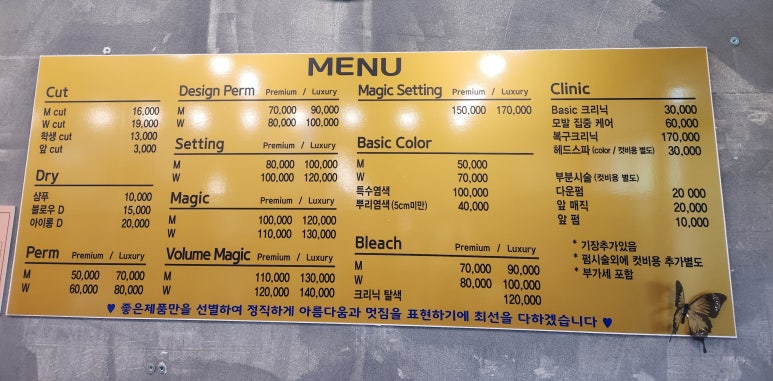 MENU
Cut
M cut 16,000
W cut 19,000
학생 cut 13,000
앞 cut 3,000
Dry
샴푸 10,000
블로우 D 15,000
아이롱 D 20,000
Perm Premium / Luxury
M 50,000 70,000
W 60,000 80,000
Design Perm Premium / Luxury
M 70,000 90,000
W 80,000 100,000
Setting Premium / Luxury
M 80,000 100,000
W 100,000 120,000
Magic Premium / Luxury
M 100,000 120,000
W 110,000 130,000
Volume Magic Premium / Luxury
M 110,000 130,000
W 120,000 140,000
Magic Setting Premium / Luxury
150,000 170,000
Basic Color
M 50,000
W 70,000
특수염색 100,000
뿌리염색(5cm미만) 40,000
Bleach Premium / Luxury
M 70,000 90,000
W 80,000 100,000
크리닉 탈색 120,000
Clinic
Basic 크리닉 30,000
모발 집중 케어 60,000
복구크리닉 170,000
헤드스파 (color / 컷비용 별도) 30,000
부분시술 (컷비용 별도)
다운펌 20 000
앞 매직 20,000
앞 펌 10,000
* 기장추가있음
* 펌시술외에 컷비용 추가별도
* 부가세 포함
♥ 좋은제품만을 선별하여 정직하게 아름다움과 멋짐을 표현하기에 최선을 다하겠습니다 ♥